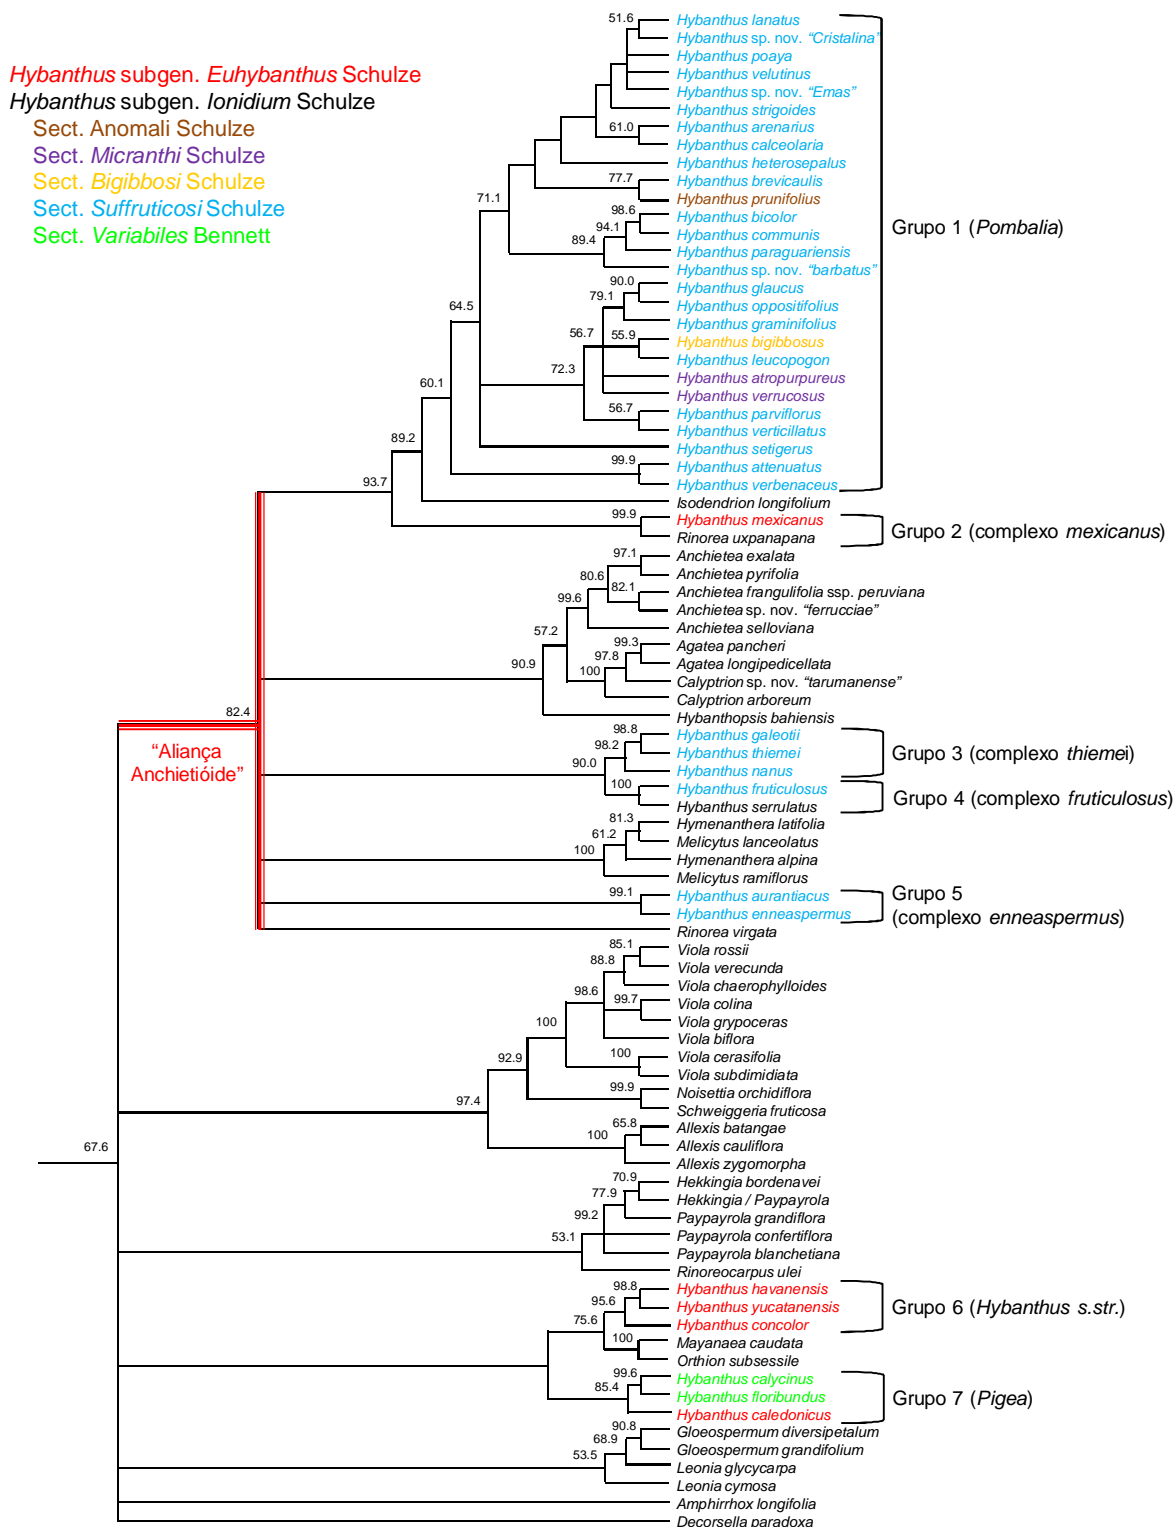 Hybanthus subgen. Euhybanthus Schulze
Hybanthus subgen. Ionidium Schulze
Sect. Anomali Schulze
Sect. Micranthi Schulze
Sect. Bigibbosi Schulze
Sect. Suffruticosi Schulze
Sect. Variabiles Bennett
51.6
Hybanthus lanatus
Hybanthus sp. nov. “Cristalina”
Hybanthus poaya
Hybanthus velutinus
Hybanthus sp. nov. “Emas”
Hybanthus strigoides
61.0
Hybanthus arenarius
Hybanthus calceolaria
Hybanthus heterosepalus
77.7
Hybanthus brevicaulis
Hybanthus prunifolius
71.1
98.6
94.1
89.4
Hybanthus bicolor
Hybanthus communis
Hybanthus paraguariensis
Hybanthus sp. nov. “barbatus”
Grupo 1 (Pombalia)
90.0
79.1
Hybanthus glaucus
Hybanthus oppositifolius
Hybanthus graminifolius
64.5
56.7
55.9
Hybanthus bigibbosus
Hybanthus leucopogon
72.3
Hybanthus atropurpureus
Hybanthus verrucosus
60.1
56.7
Hybanthus parviflorus
Hybanthus verticillatus
89.2
Hybanthus setigerus
99.9
Hybanthus attenuatus
Hybanthus verbenaceus
93.7
Isodendrion longifolium
99.9
Hybanthus mexicanus
Rinorea uxpanapana
Grupo 2 (complexo mexicanus)
97.1
Anchietea exalata
Anchietea pyrifolia
80.6
82.1
Anchietea frangulifolia ssp. peruviana
Anchietea sp. nov. “ferrucciae”
99.6
Anchietea selloviana
57.2
99.3
97.8
Agatea pancheri
Agatea longipedicellata
90.9
100
Calyptrion sp. nov. “tarumanense”
Calyptrion arboreum
82.4
Hybanthopsis bahiensis
“Aliança
Anchietióide”
98.8
98.2
90.0
Hybanthus galeotii
Hybanthus thiemei
Hybanthus nanus
Grupo 3 (complexo thiemei)
100
Hybanthus fruticulosus
Hybanthus serrulatus
Grupo 4 (complexo fruticulosus)
81.3
61.2
100
Hymenanthera latifolia
Melicytus lanceolatus
Hymenanthera alpina
Melicytus ramiflorus
99.1
Hybanthus aurantiacus
Hybanthus enneaspermus
Grupo 5
(complexo enneaspermus)
Rinorea virgata
85.1
88.8
Viola rossii
Viola verecunda
Viola chaerophylloides
98.6
99.7
Viola colina
Viola grypoceras
Viola biflora
100
100
Viola cerasifolia
Viola subdimidiata
92.9
99.9
Noisettia orchidiflora
Schweiggeria fruticosa
97.4
65.8
100
Allexis batangae
Allexis cauliflora
Allexis zygomorpha
67.6
70.9
77.9
99.2
53.1
Hekkingia bordenavei
Hekkingia / Paypayrola
Paypayrola grandiflora
Paypayrola confertiflora
Paypayrola blanchetiana
Rinoreocarpus ulei
98.8
95.6
75.6
Hybanthus havanensis
Hybanthus yucatanensis
Hybanthus concolor
Grupo 6 (Hybanthus s.str.)
100
Mayanaea caudata
Orthion subsessile
99.6
85.4
Hybanthus calycinus
Hybanthus floribundus
Hybanthus caledonicus
Grupo 7 (Pigea)
90.8
68.9
53.5
Gloeospermum diversipetalum
Gloeospermum grandifolium
Leonia glycycarpa
Leonia cymosa
Amphirrhox longifolia
Decorsella paradoxa